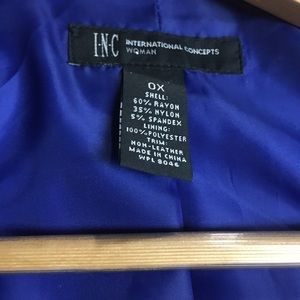 I·N·C INTERNATIONAL CONCEPTS
WOMAN
0X
SHELL:
60% RAYON
35% NYLON
5% SPANDEX
LINING:
100% POLYESTER
TRIM:
NON-LEATHER
MADE IN CHINA
WPL 8046